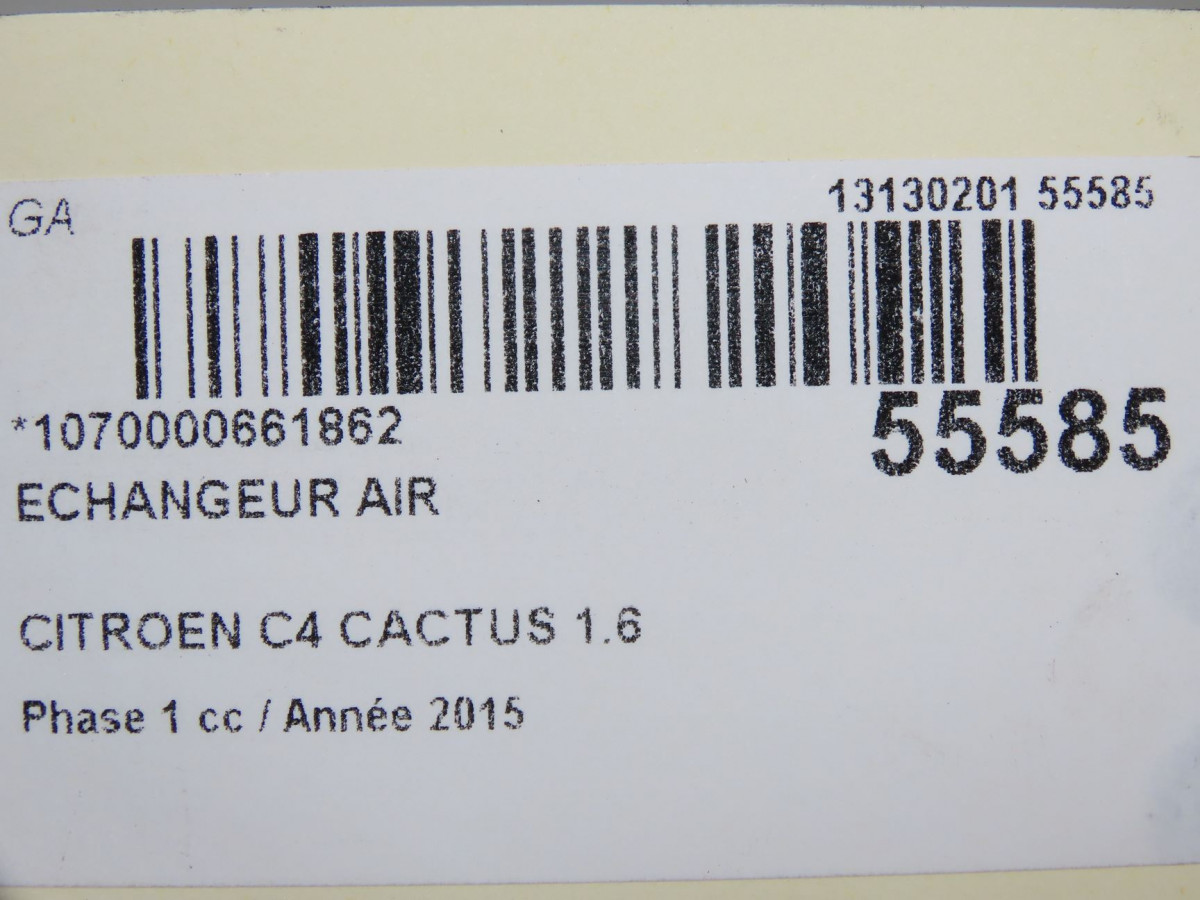 GA
13130201 55585
*1070000661862
55585
ECHANGEUR AIR
CITROEN C4 CACTUS 1.6
Phase 1 cc / Année 2015